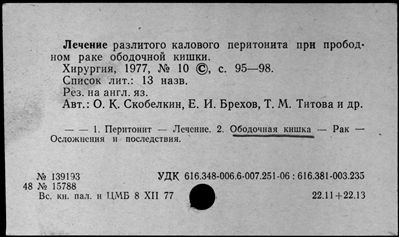 Лечение разлитого калового перитонита при пробод-
ном раке ободочной кишки.
Хирургия, 1977, № 10 ©, с. 95—98.
Список лит.: 13 назв.
Рез. на англ. яз.
Авт.: О. К. Скобелкин, Е. И. Брехов, Т. М. Титова и др.
— — 1. Перитонит — Лечение. 2. Ободочная кишка — Рак —
Осложнения и последствия.
№ 139193 УДК 616.348-006.6-007.251-06 : 616.381-003.235
48 № 15788
Вс. кн. пал. и ЦМБ 8 XII 77 22.11+22.13